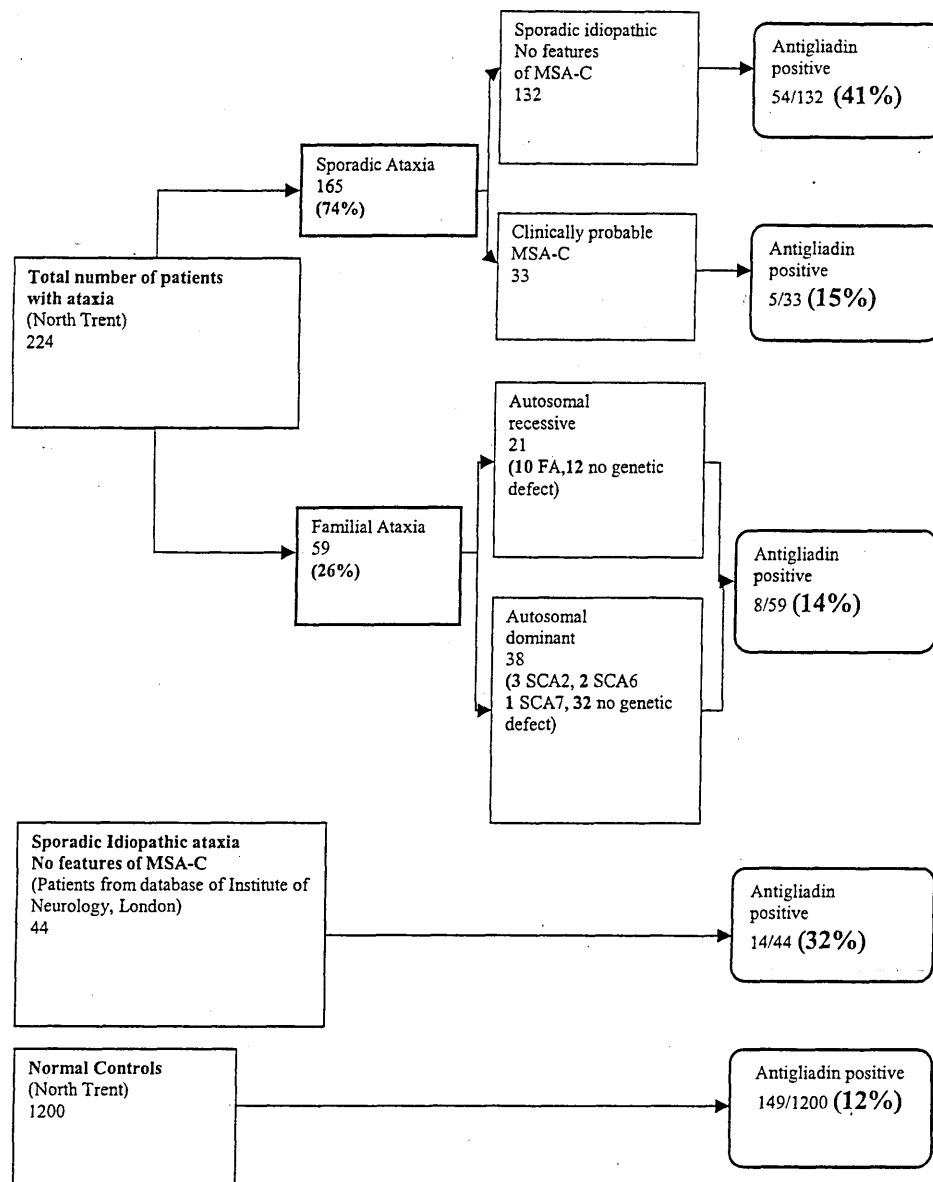 Sporadic idiopathic
No features
of MSA-C
132
Antigliadin
positive
54/132 (41%)
Sporadic Ataxia
165
(74%)
Clinically probable
MSA-C
33
Antigliadin
positive
5/33 (15%)
Total number of patients
with ataxia
(North Trent)
224
Autosomal
recessive
21
(10 FA,12 no genetic
defect)
Familial Ataxia
59
(26%)
Antigliadin
positive
8/59 (14%)
Autosomal
dominant
38
(3 SCA2, 2 SCA6
1 SCA7, 32 no genetic
defect)
Sporadic Idiopathic ataxia
No features of MSA-C
(Patients from database of Institute of
Neurology, London)
44
Antigliadin
positive
14/44 (32%)
Normal Controls
(North Trent)
1200
Antigliadin positive
149/1200 (12%)